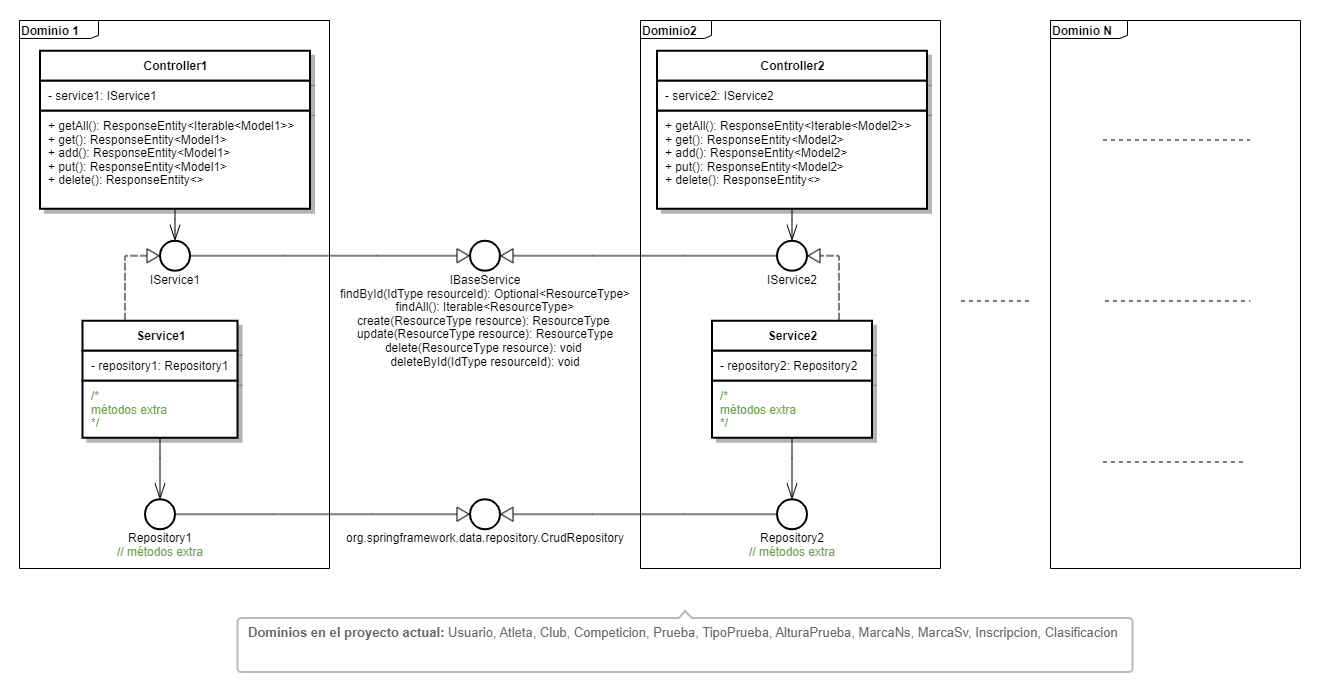 Dominio 1
Controller1
- service1: IService1
+ getAll(): ResponseEntity<Iterable<Model1>>
+ get(): ResponseEntity<Model1>
+ add(): ResponseEntity<Model1>
+ put(): ResponseEntity<Model1>
+ delete(): ResponseEntity<>
IService1
Service1
- repository1: Repository1
/*
métodos extra
*/
Repository1
// métodos extra
IBaseService
findById(IdType resourceId): Optional<ResourceType>
findAll(): Iterable<ResourceType>
create(ResourceType resource): ResourceType
update(ResourceType resource): ResourceType
delete(ResourceType resource): void
deleteById(IdType resourceId): void
org.springframework.data.repository.CrudRepository
Dominio2
Controller2
- service2: IService2
+ getAll(): ResponseEntity<Iterable<Model2>>
+ get(): ResponseEntity<Model2>
+ add(): ResponseEntity<Model2>
+ put(): ResponseEntity<Model2>
+ delete(): ResponseEntity<>
IService2
Service2
- repository2: Repository2
/*
métodos extra
*/
Repository2
// métodos extra
Dominio N
Dominios en el proyecto actual: Usuario, Atleta, Club, Competicion, Prueba, TipoPrueba, AlturaPrueba, MarcaNs, MarcaSv, Inscripcion, Clasificacion